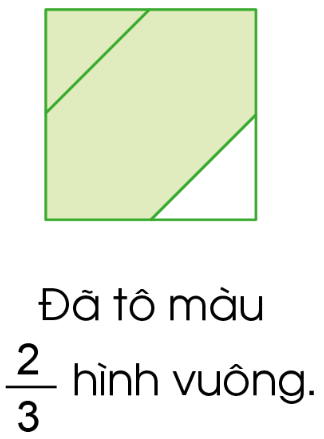 Đã tô màu
2/3 hình vuông.